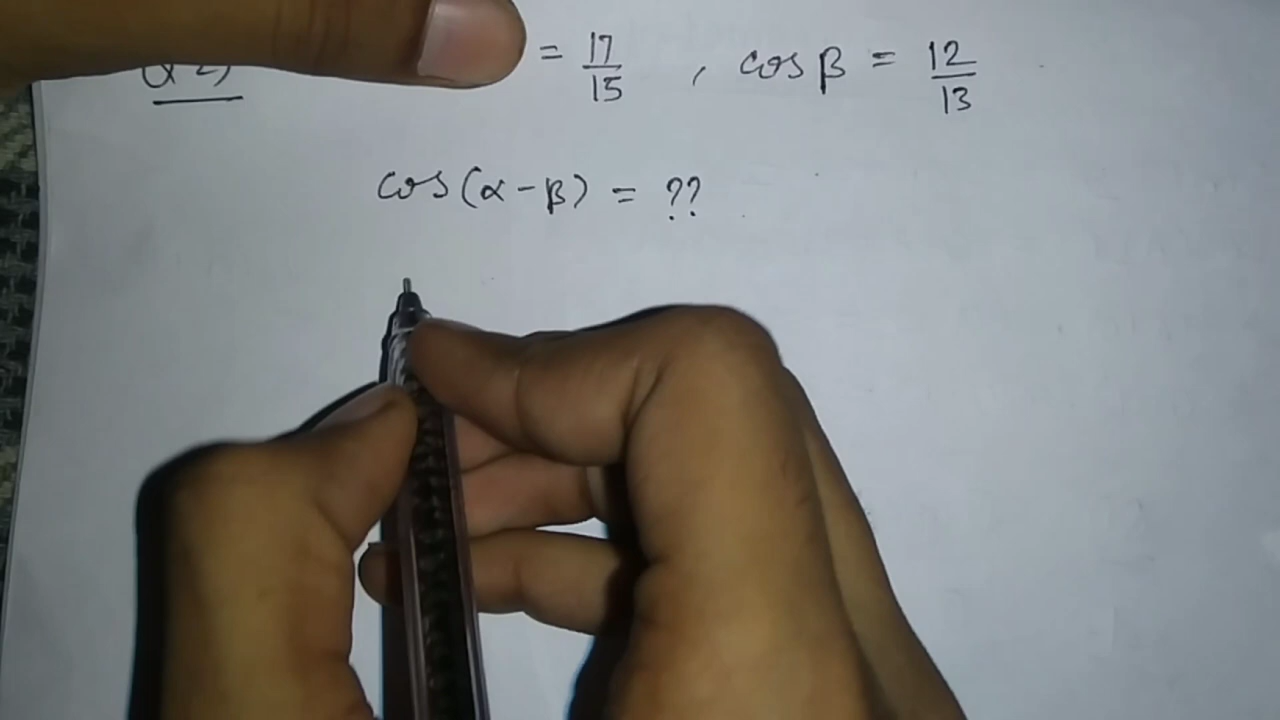 = 17/15 , cos β = 12/13
cos(α-β) = ??